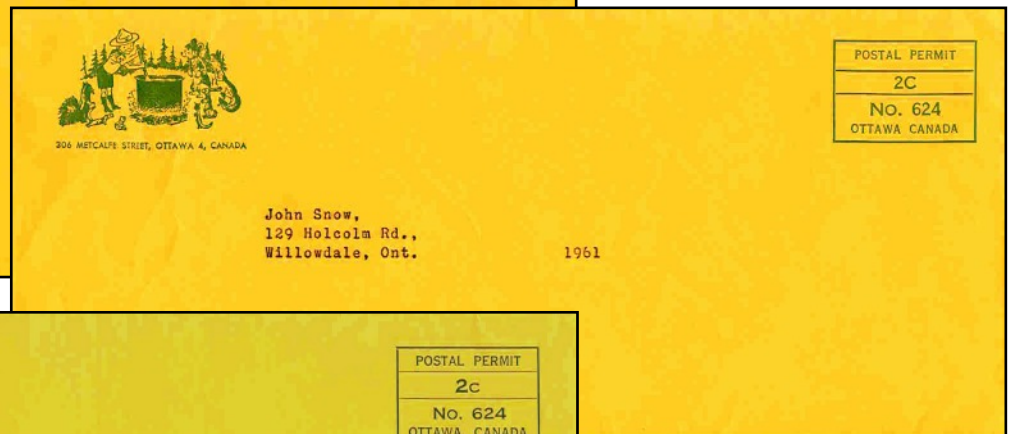 306 METCALFE STREET, OTTAWA 4, CANADA
POSTAL PERMIT
2C
No. 624
OTTAWA CANADA
John Snow,
129 Holcolm Rd.,
Willowdale, Ont. 1961
POSTAL PERMIT
2c
No. 624
OTTAWA CANADA